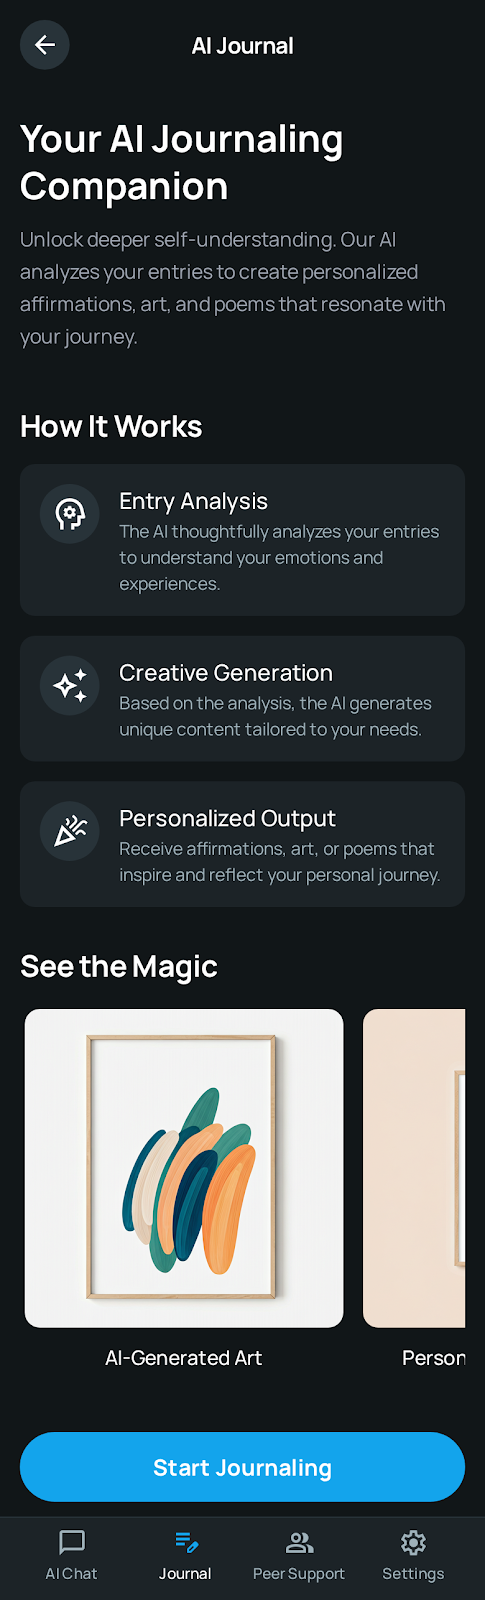 AI Journal
Your AI Journaling
Companion
Unlock deeper self-understanding. Our AI
analyzes your entries to create personalized
affirmations, art, and poems that resonate with
your journey.
How It Works
Entry Analysis
The AI thoughtfully analyzes your entries
to understand your emotions and
experiences.
Creative Generation
Based on the analysis, the AI generates
unique content tailored to your needs.
Personalized Output
Receive affirmations, art, or poems that
inspire and reflect your personal journey.
See the Magic
AI-Generated Art
Person
Start Journaling
AI Chat
Journal
Peer Support
Settings